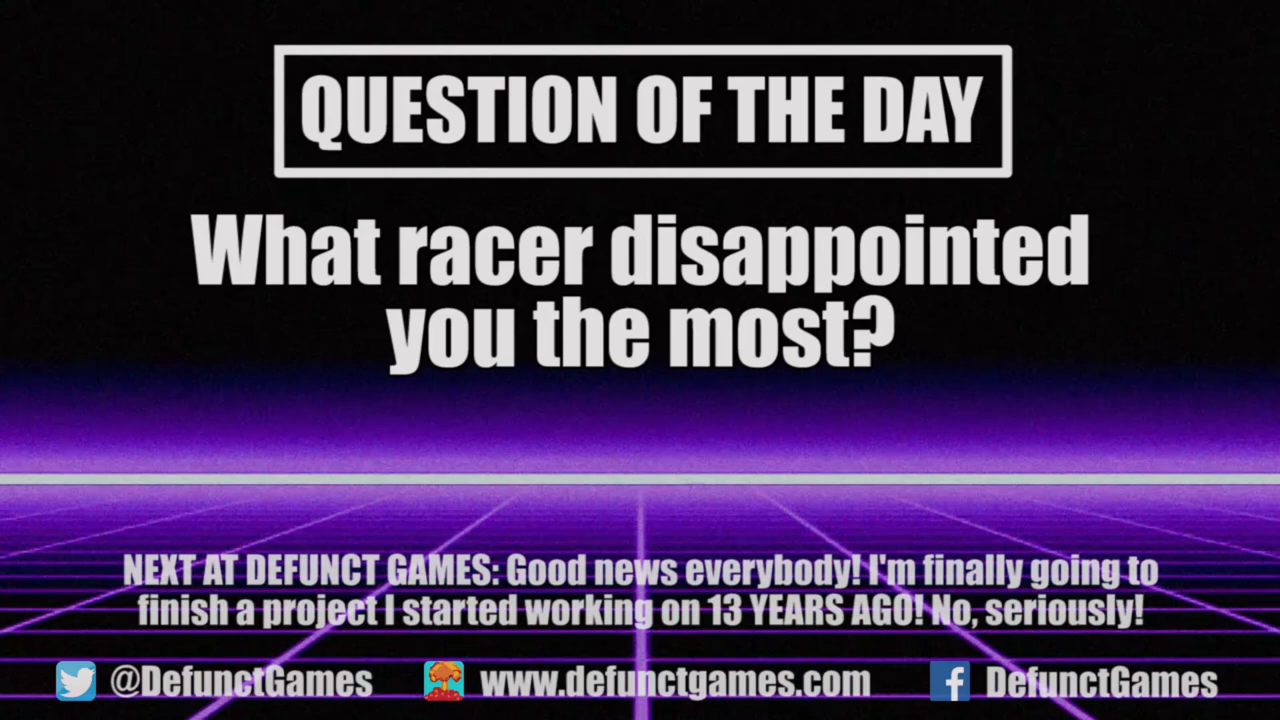 QUESTION OF THE DAY
What racer disappointed
you the most?
NEXT AT DEFUNCT GAMES: Good news everybody! I'm finally going to
finish a project I started working on 13 YEARS AGO! No, seriously!
@DefunctGames www.defunctgames.com DefunctGames